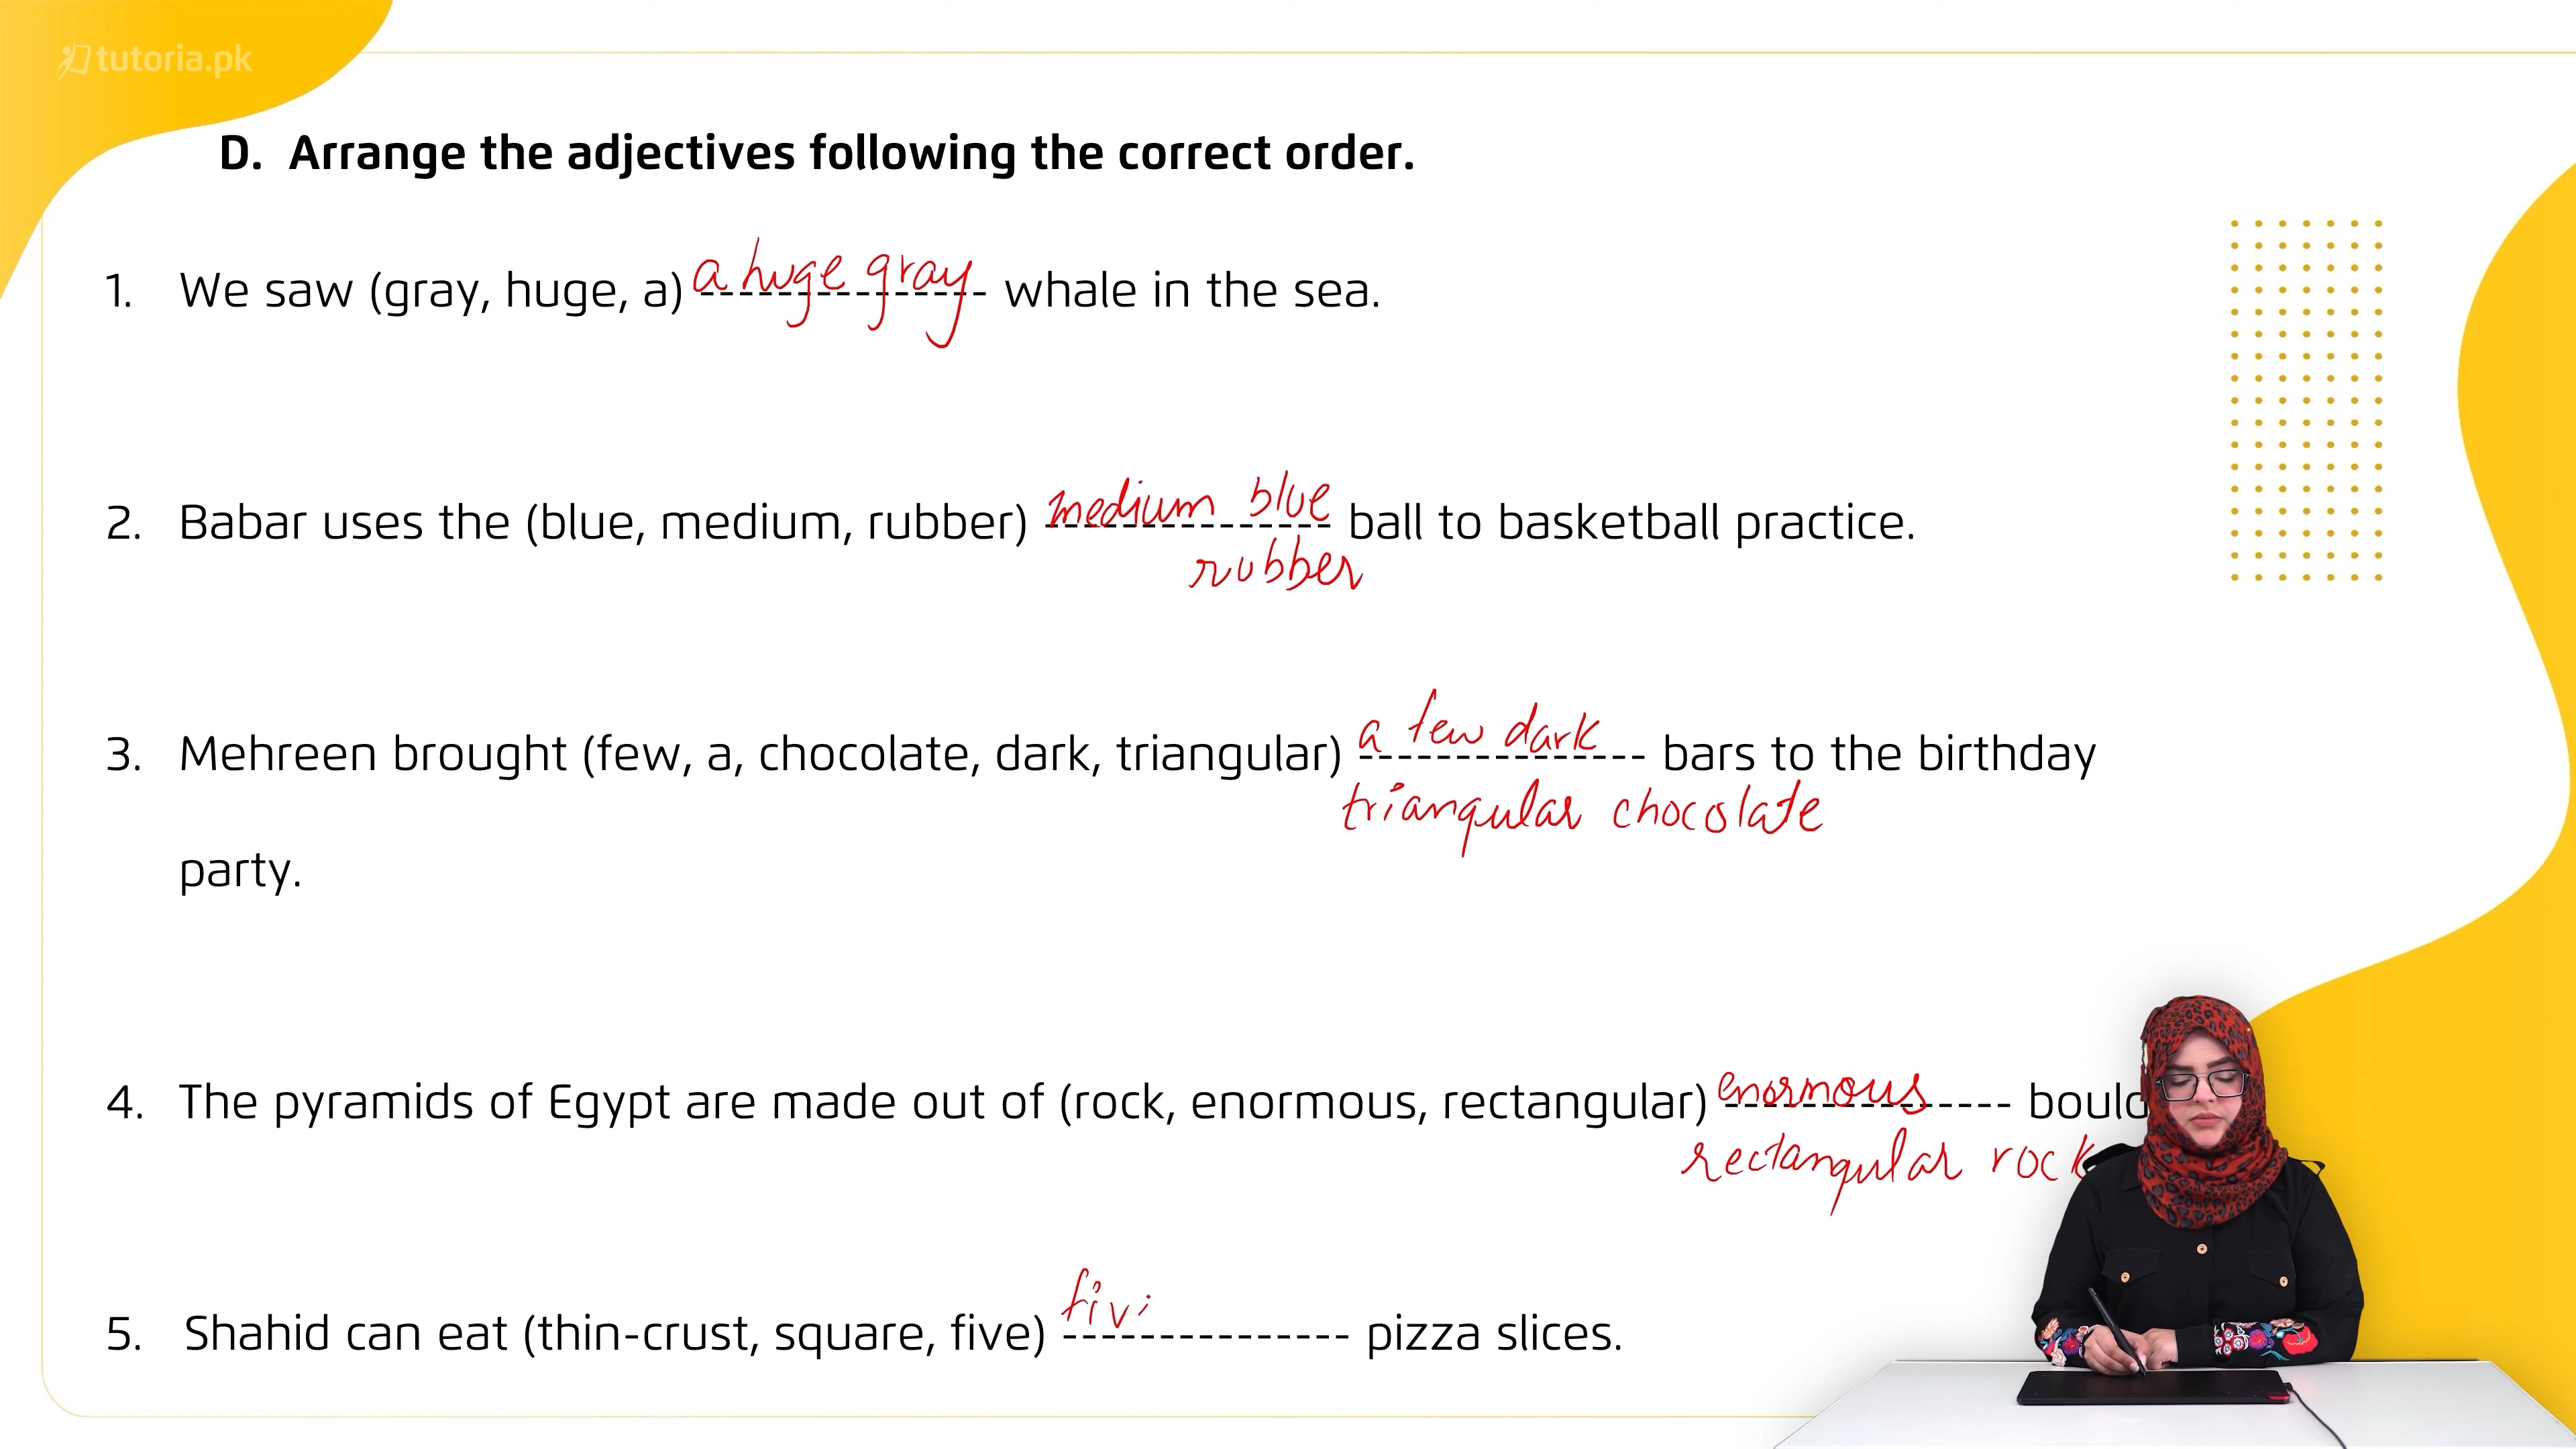 tutoria.pk
D. Arrange the adjectives following the correct order.
1. We saw (gray, huge, a) a huge gray --------------- whale in the sea.
2. Babar uses the (blue, medium, rubber) medium blue --------------- ball to basketball practice.
rubber
3. Mehreen brought (few, a, chocolate, dark, triangular) a few dark --------------- bars to the birthday
triangular chocolate
party.
4. The pyramids of Egypt are made out of (rock, enormous, rectangular) enormous ---------------
rectangular rock
5. Shahid can eat (thin-crust, square, five) fivi --------------- pizza slices.